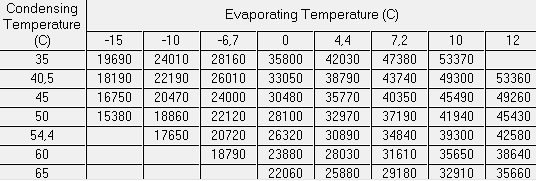 Condensing Temperature (C) Evaporating Temperature (C)
-15 -10 -6,7 0 4,4 7,2 10 12
35 19690 24010 28160 35800 42030 47380 53370
40,5 18190 22190 26010 33050 38790 43740 49300 53360
45 16750 20470 24000 30480 35770 40350 45490 49260
50 15380 18860 22120 28100 32970 37190 41940 45430
54,4 17650 20720 26320 30890 34840 39300 42580
60 18790 23880 28030 31610 35650 38640
65 22060 25880 29180 32910 35660